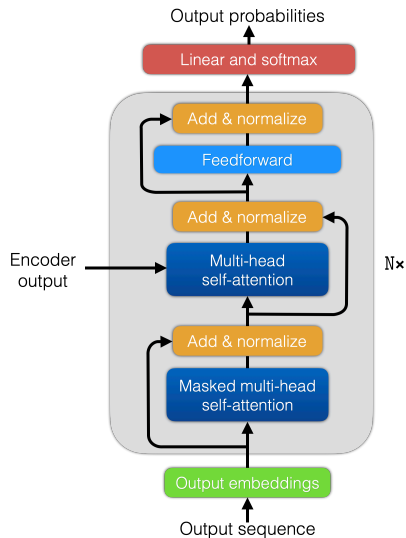 Output probabilities
Linear and softmax
Add & normalize
Feedforward
Add & normalize
Encoder
output
Multi-head
self-attention
N×
Add & normalize
Masked multi-head
self-attention
Output embeddings
Output sequence